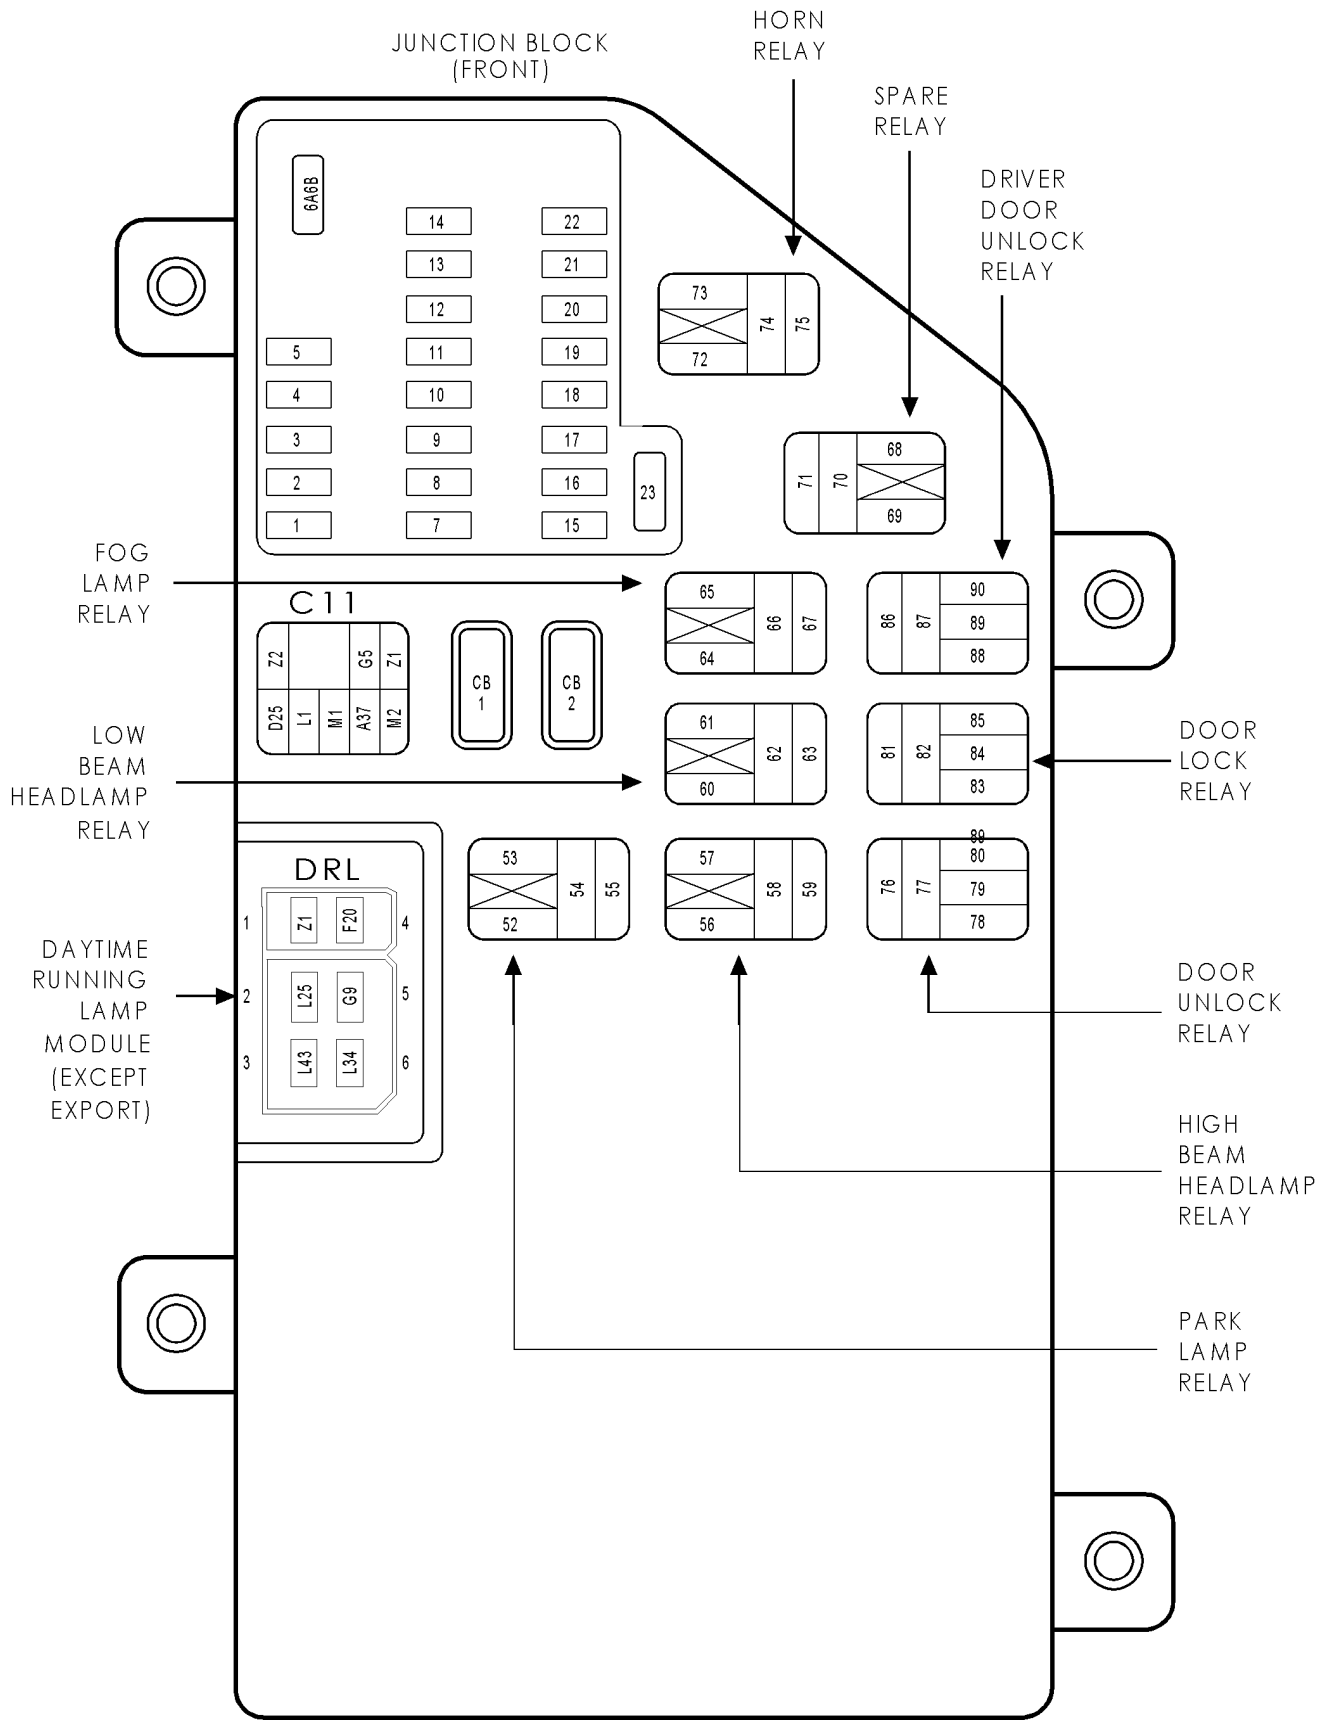 JUNCTION BLOCK
(FRONT)
HORN
RELAY
SPARE
RELAY
DRIVER
DOOR
UNLOCK
RELAY
6A6B
14
22
13
21
12
20
5
11
19
4
10
18
3
9
17
2
8
16
1
7
15
23
73
72
74
75
71
70
68
69
FOG
LAMP
RELAY
C11
Z2
G5
Z1
D25
L1
M1
A37
M2
CB
1
CB
2
65
64
66
67
86
87
90
89
88
LOW
BEAM
HEADLAMP
RELAY
61
60
62
63
81
82
85
84
83
DOOR
LOCK
RELAY
53
52
54
55
57
56
58
59
76
77
89
80
79
78
DRL
1
Z1
F20
4
2
L25
G9
5
3
L43
L34
6
DAYTIME
RUNNING
LAMP
MODULE
(EXCEPT
EXPORT)
DOOR
UNLOCK
RELAY
HIGH
BEAM
HEADLAMP
RELAY
PARK
LAMP
RELAY